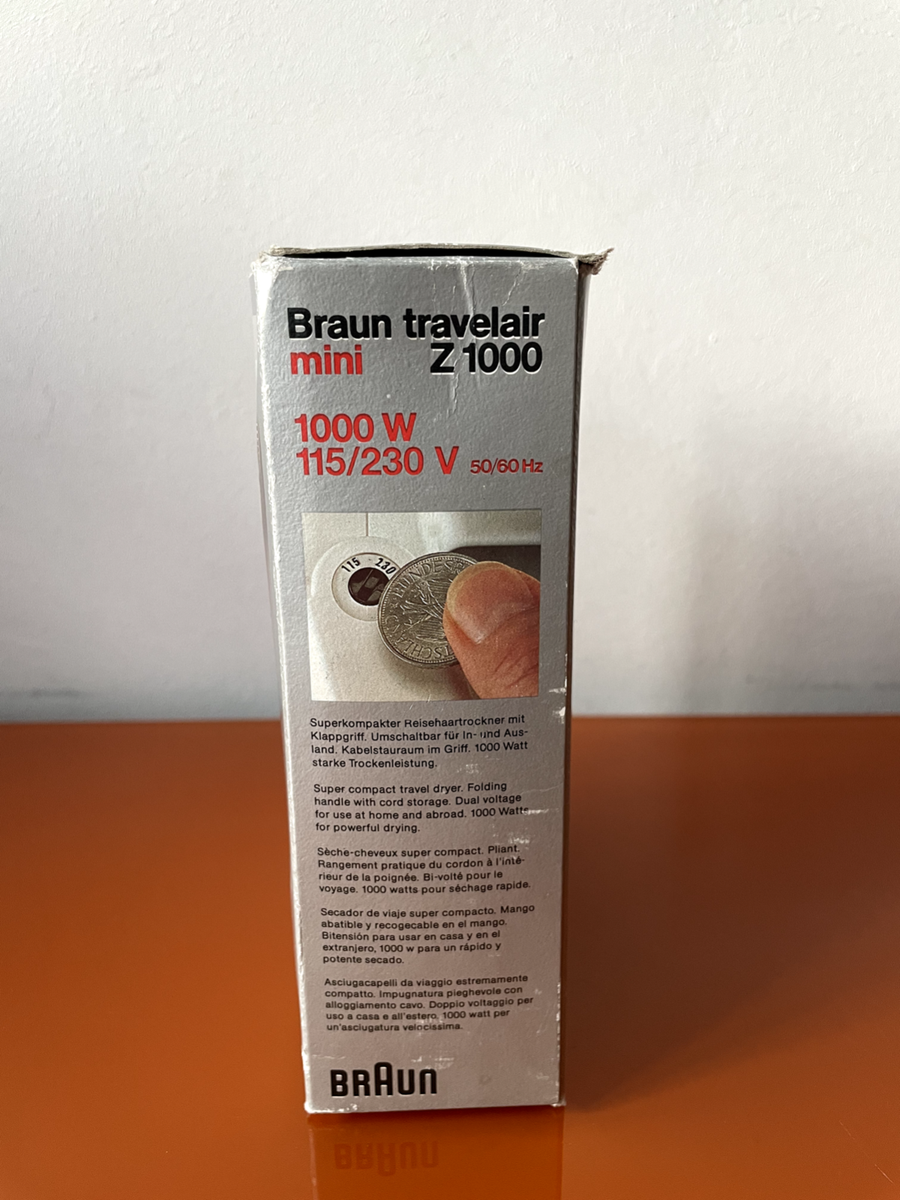 Braun travelair
mini Z 1000
1000 W
115/230 V 50/60 Hz
115 230
Superkompakter Reisehaartrockner mit
Klappgriff. Umschaltbar für In- und Aus-
land. Kabelstauraum im Griff. 1000 Watt
starke Trockenleistung.
Super compact travel dryer. Folding
handle with cord storage. Dual voltage
for use at home and abroad. 1000 Watts
for powerful drying.
Sèche-cheveux super compact. Pliant.
Rangement pratique du cordon à l'inté-
rieur de la poignée. Bi-volté pour le
voyage. 1000 watts pour séchage rapide.
Secador de viaje super compacto. Mango
abatible y recogecable en el mango.
Bitensión para usar en casa y en el
extranjero, 1000 w para un rápido y
potente secado.
Asciugacapelli da viaggio estremamente
compatto. Impugnatura pieghevole con
alloggiamento cavo. Doppio voltaggio per
uso a casa e all'estero. 1000 watt per
un'asciugatura velocissima.
BRAUN